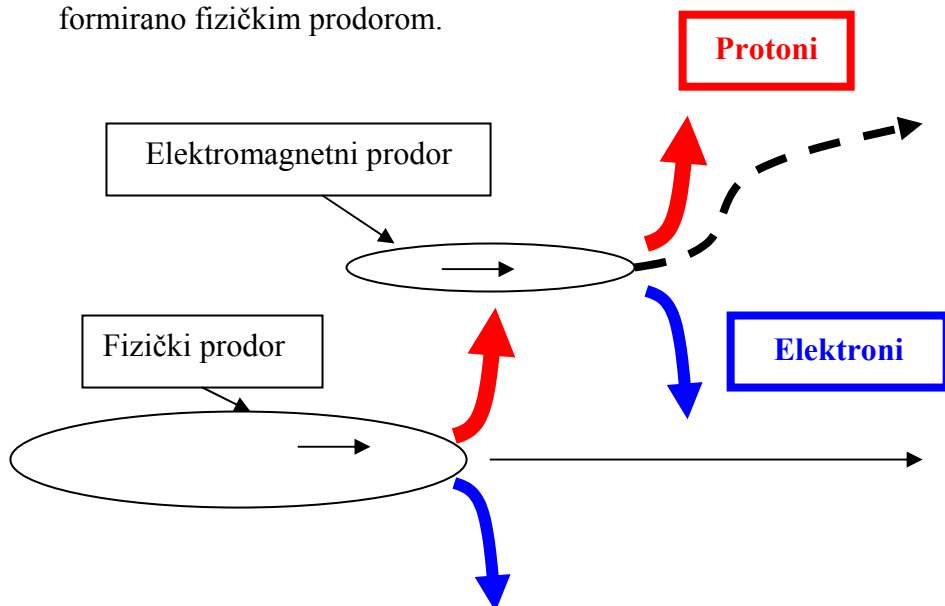 formirano fizičkim prodorom.
Protoni
Elektromagnetni prodor
Fizički prodor
Elektroni